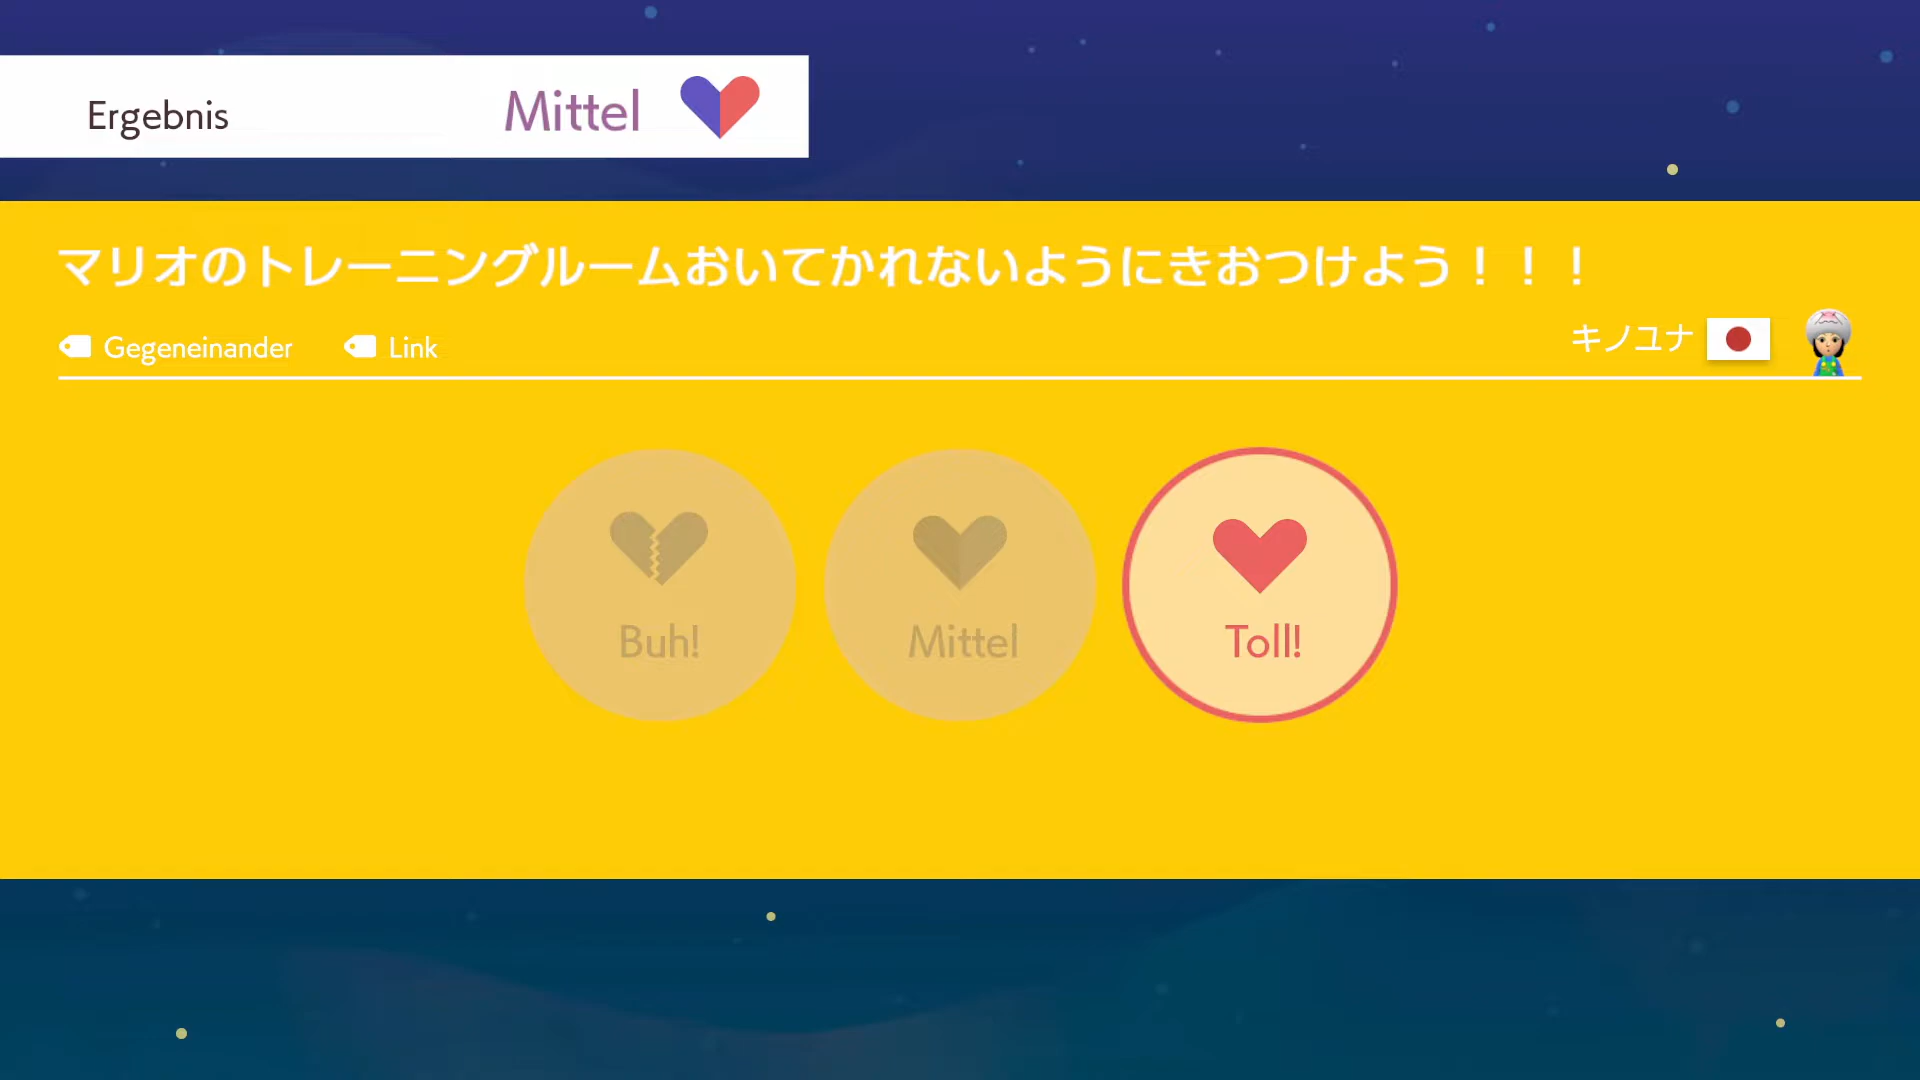 Ergebnis
Mittel
マリオのトレーニングルームおいてかれないようにきおつけよう！！！
Gegeneinander
Link
キノユナ
Buh!
Mittel
Toll!